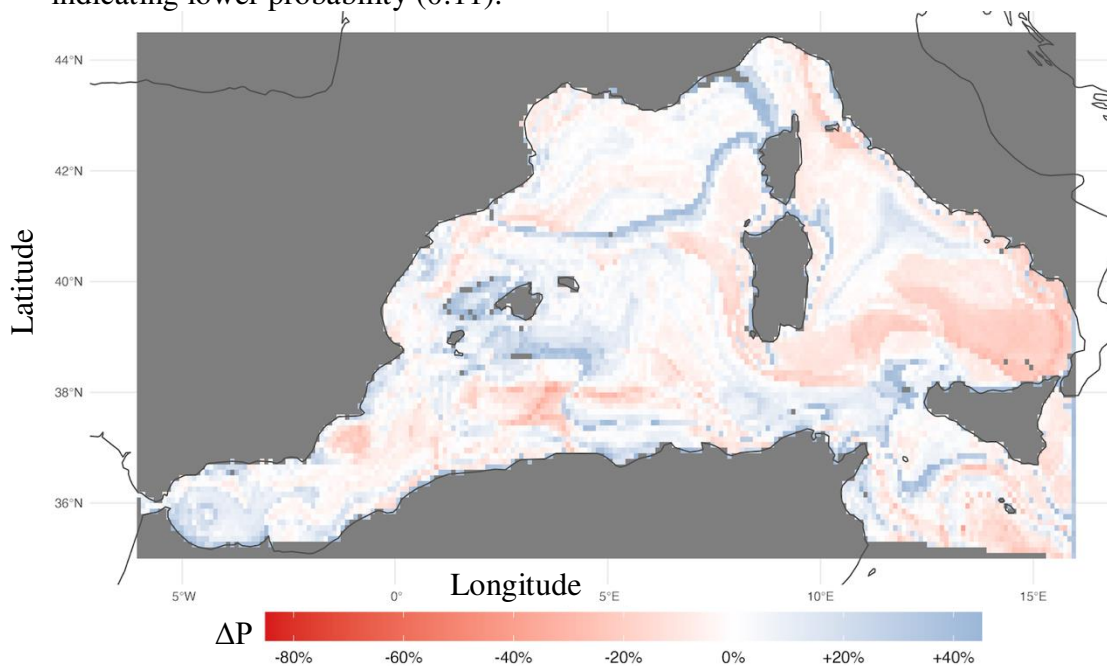 indicating lower probability (0.11).
44°N
42°N
40°N
38°N
36°N
Latitude
5°W 0° 5°E 10°E 15°E
Longitude
ΔP
-80% -60% -40% -20% 0% +20% +40%